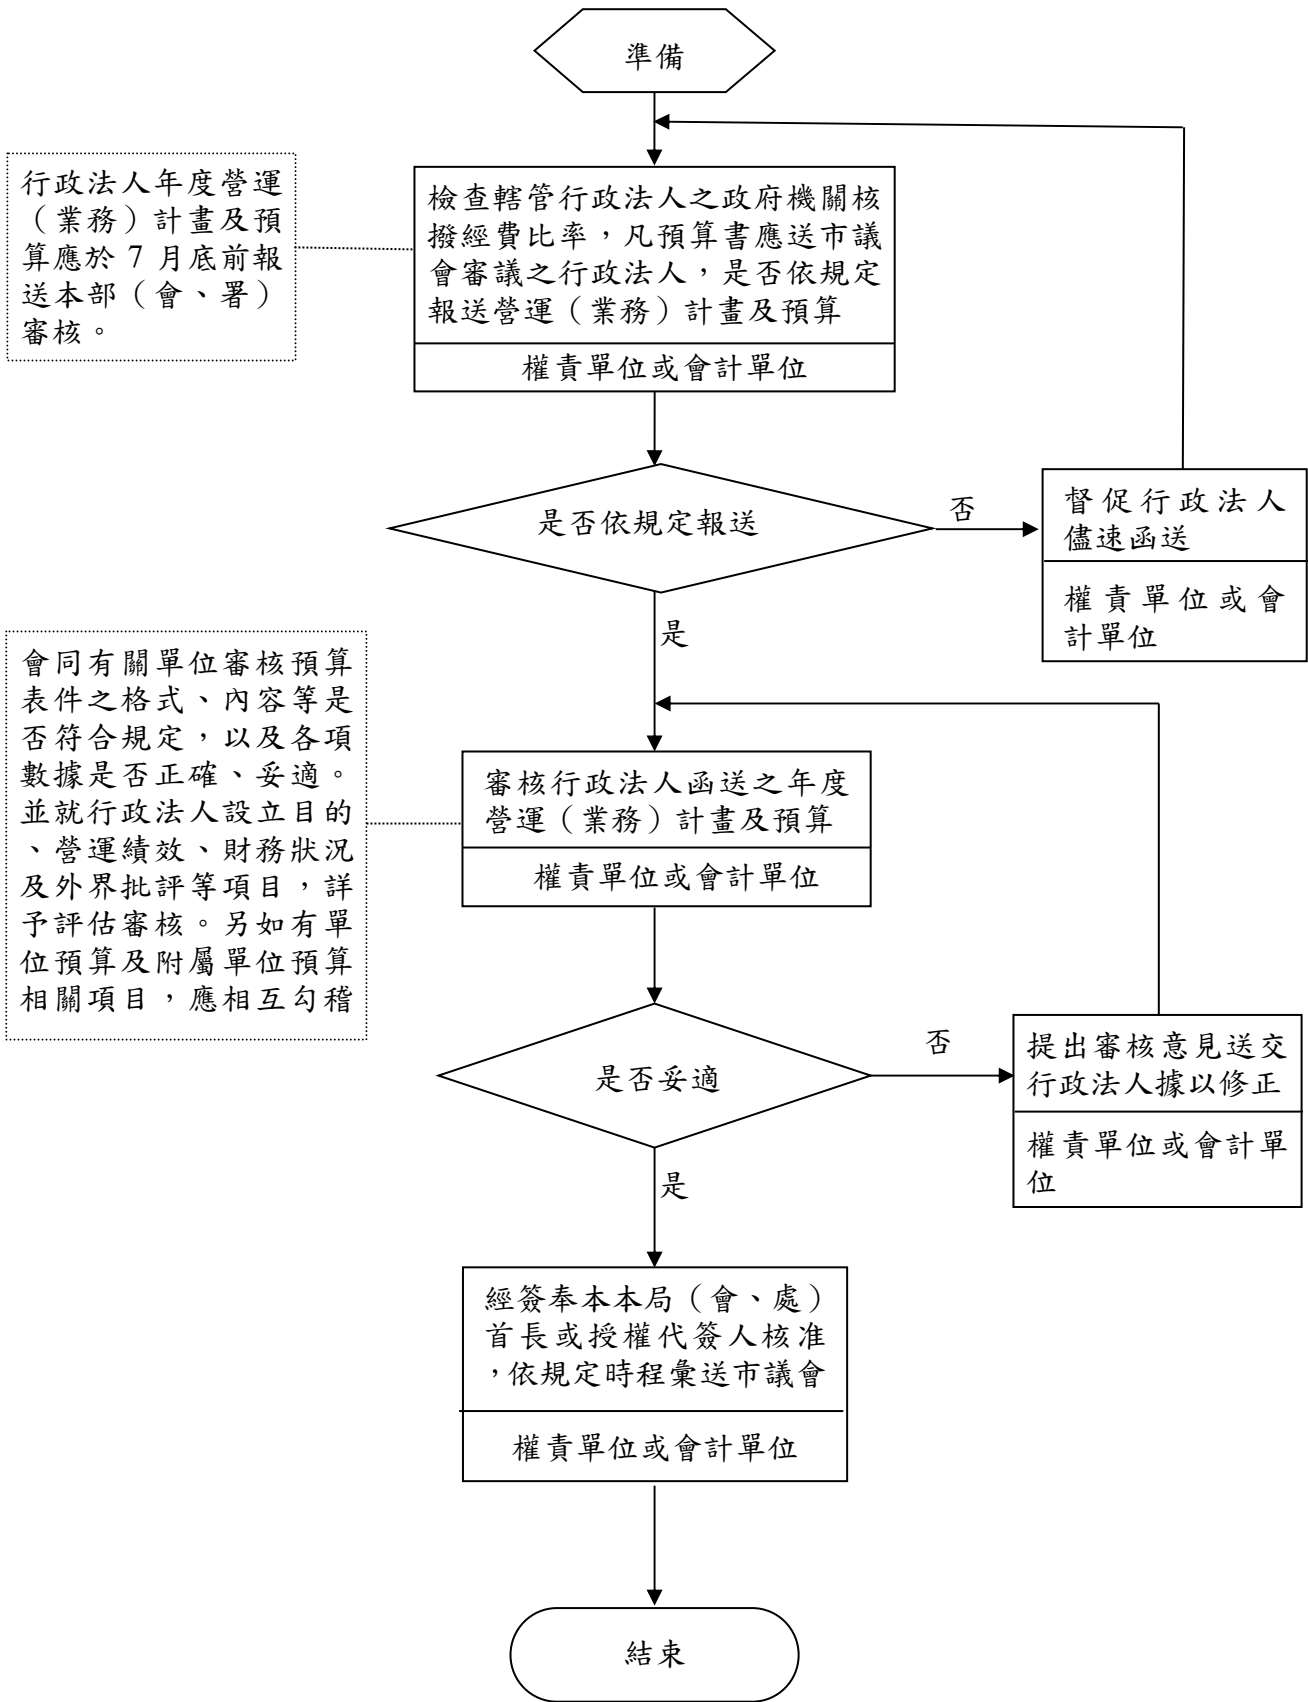 準備
行政法人年度營運
（業務）計畫及預
算應於 7 月底前報
送本部（會、署）
審核。
檢查轄管行政法人之政府機關核
撥經費比率，凡預算書應送市議
會審議之行政法人，是否依規定
報送營運（業務）計畫及預算
權責單位或會計單位
是否依規定報送
否
督促行政法人
儘速函送
權責單位或會
計單位
是
會同有關單位審核預算
表件之格式、內容等是
否符合規定，以及各項
數據是否正確、妥適。
並就行政法人設立目的
、營運績效、財務狀況
及外界批評等項目，詳
予評估審核。另如有單
位預算及附屬單位預算
相關項目，應相互勾稽
審核行政法人函送之年度
營運（業務）計畫及預算
權責單位或會計單位
是否妥適
否
提出審核意見送交
行政法人據以修正
權責單位或會計單
位
是
經簽奉本本局（會、處）
首長或授權代簽人核准
，依規定時程彙送市議會
權責單位或會計單位
結束